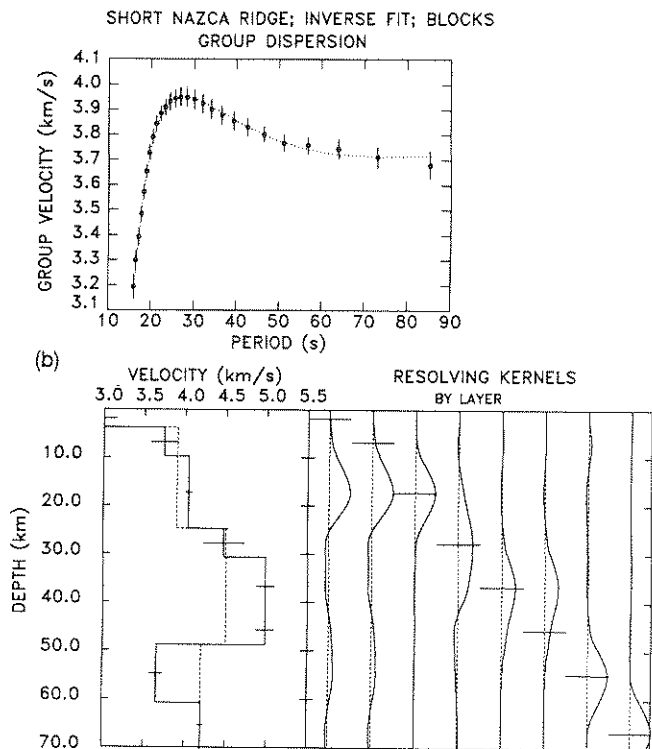 SHORT NAZCA RIDGE; INVERSE FIT; BLOCKS
GROUP DISPERSION
4.1
4.0
3.9
3.8
3.7
3.6
3.5
3.4
3.3
3.2
3.1
GROUP VELOCITY (km/s)
10 20 30 40 50 60 70 80 90
PERIOD (s)
(b)
VELOCITY (km/s)
3.0 3.5 4.0 4.5 5.0 5.5
RESOLVING KERNELS
BY LAYER
10.0
20.0
30.0
40.0
50.0
60.0
70.0
DEPTH (km)